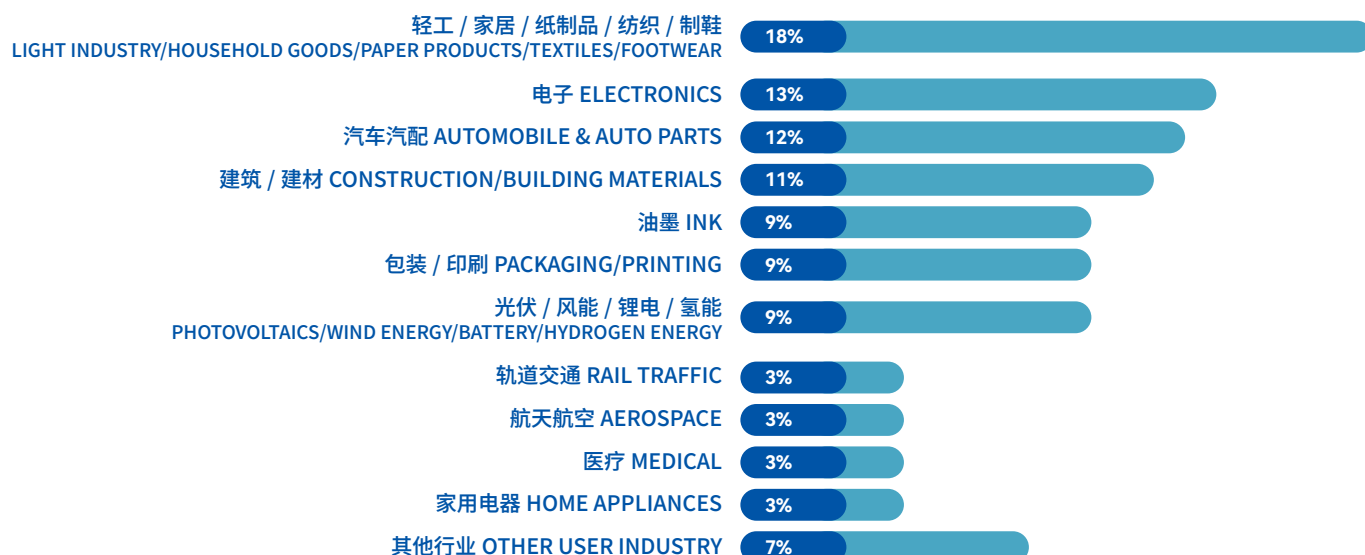 轻工 / 家居 / 纸制品 / 纺织 / 制鞋
LIGHT INDUSTRY/HOUSEHOLD GOODS/PAPER PRODUCTS/TEXTILES/FOOTWEAR
18%
电子 ELECTRONICS
13%
汽车汽配 AUTOMOBILE & AUTO PARTS
12%
建筑 / 建材 CONSTRUCTION/BUILDING MATERIALS
11%
油墨 INK
9%
包装 / 印刷 PACKAGING/PRINTING
9%
光伏 / 风能 / 锂电 / 氢能
PHOTOVOLTAICS/WIND ENERGY/BATTERY/HYDROGEN ENERGY
9%
轨道交通 RAIL TRAFFIC
3%
航天航空 AEROSPACE
3%
医疗 MEDICAL
3%
家用电器 HOME APPLIANCES
3%
其他行业 OTHER USER INDUSTRY
7%